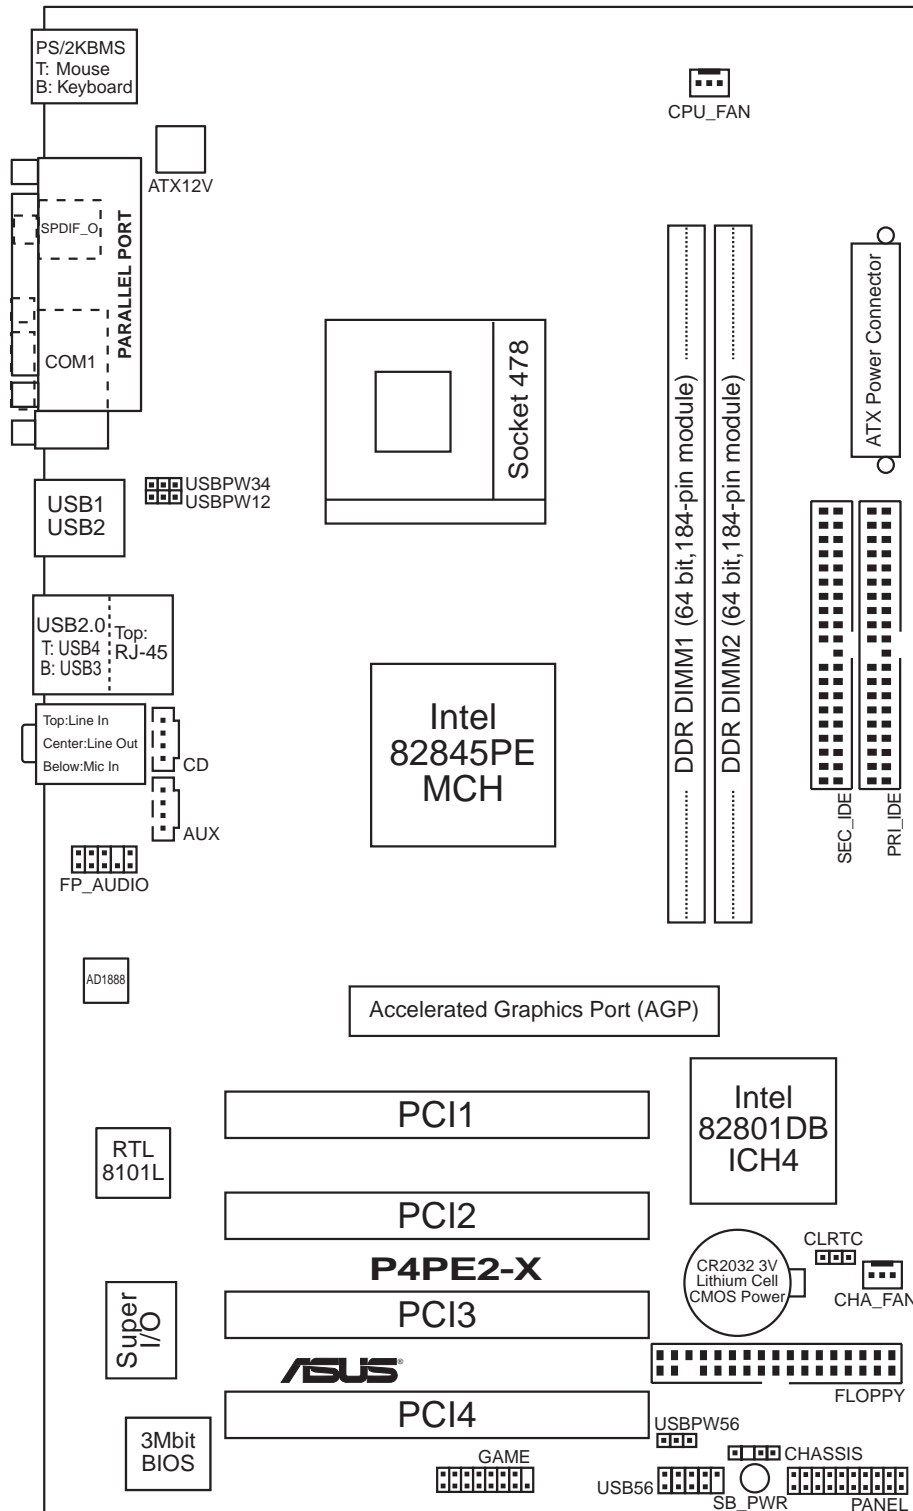 PS/2KBMS
T: Mouse
B: Keyboard
CPU_FAN
ATX12V
SPDIF_O
PARALLEL PORT
COM1
Socket 478
DDR DIMM1 (64 bit,184-pin module)
DDR DIMM2 (64 bit,184-pin module)
ATX Power Connector
USBPW34
USBPW12
USB1
USB2
USB2.0
T: USB4
B: USB3
Top:
RJ-45
Top:Line In
Center:Line Out
Below:Mic In
CD
AUX
FP_AUDIO
Intel
82845PE
MCH
SEC_IDE
PRI_IDE
AD1888
Accelerated Graphics Port (AGP)
PCI1
Intel
82801DB
ICH4
RTL
8101L
PCI2
P4PE2-X
CR2032 3V
Lithium Cell
CMOS Power
CLRTC
CHA_FAN
Super
I/O
PCI3
ASUS®
FLOPPY
PCI4
3Mbit
BIOS
GAME
USBPW56
CHASSIS
USB56
SB_PWR
PANEL